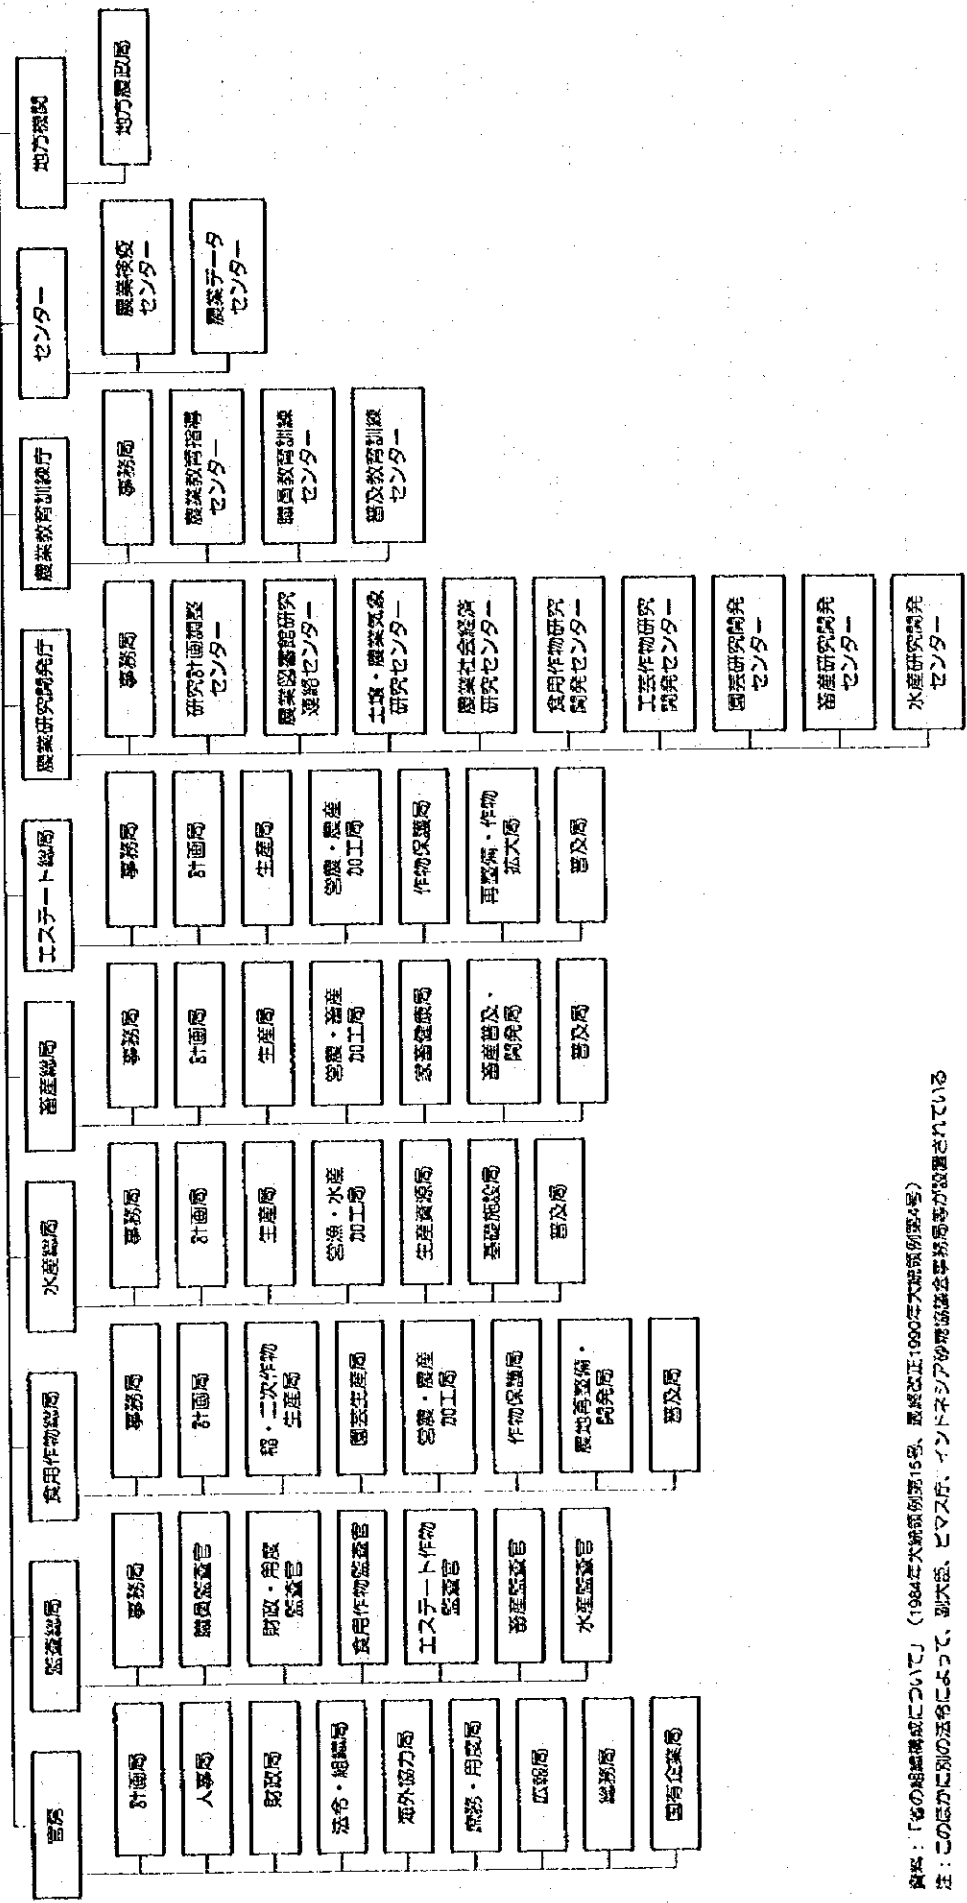 官房
計画局
人事局
財政局
法令・組織局
海外協力局
庶務・用度局
広報局
総務局
国有企業局
監査総局
事務局
職員監査官
財政・用度
監査官
食用作物監査官
エステート作物
監査官
畜産監査官
水産監査官
食用作物総局
事務局
計画局
稲・二次作物
生産局
園芸生産局
営農・農産
加工局
作物保護局
農地再整備・
開発局
普及局
水産総局
事務局
計画局
生産局
営漁・水産
加工局
生産資源局
基礎施設局
普及局
畜産総局
事務局
計画局
生産局
営農・畜産
加工局
家畜健康局
畜産普及・
開発局
普及局
エステート総局
事務局
計画局
生産局
営農・農産
加工局
作物保護局
再整備・作物
拡大局
普及局
農業研究開発庁
事務局
研究計画調整
センター
農業図書館研究
連絡センター
土壌・農業気象
研究センター
農業社会経済
研究センター
食用作物研究
開発センター
工芸作物研究
開発センター
園芸研究開発
センター
畜産研究開発
センター
水産研究開発
センター
農業教育訓練庁
事務局
農業教育指導
センター
職員教育訓練
センター
普及教育訓練
センター
センター
農業検疫
センター
農業データ
センター
地方機関
地方農政局
資料：「省の組織構成について」（1984年大統領令第15号、最終改正1990年大統領令第4号）
注：このほかに別の法令によって、副大臣、ビマス庁、インドネシア砂糖協議会事務局等が設置されている